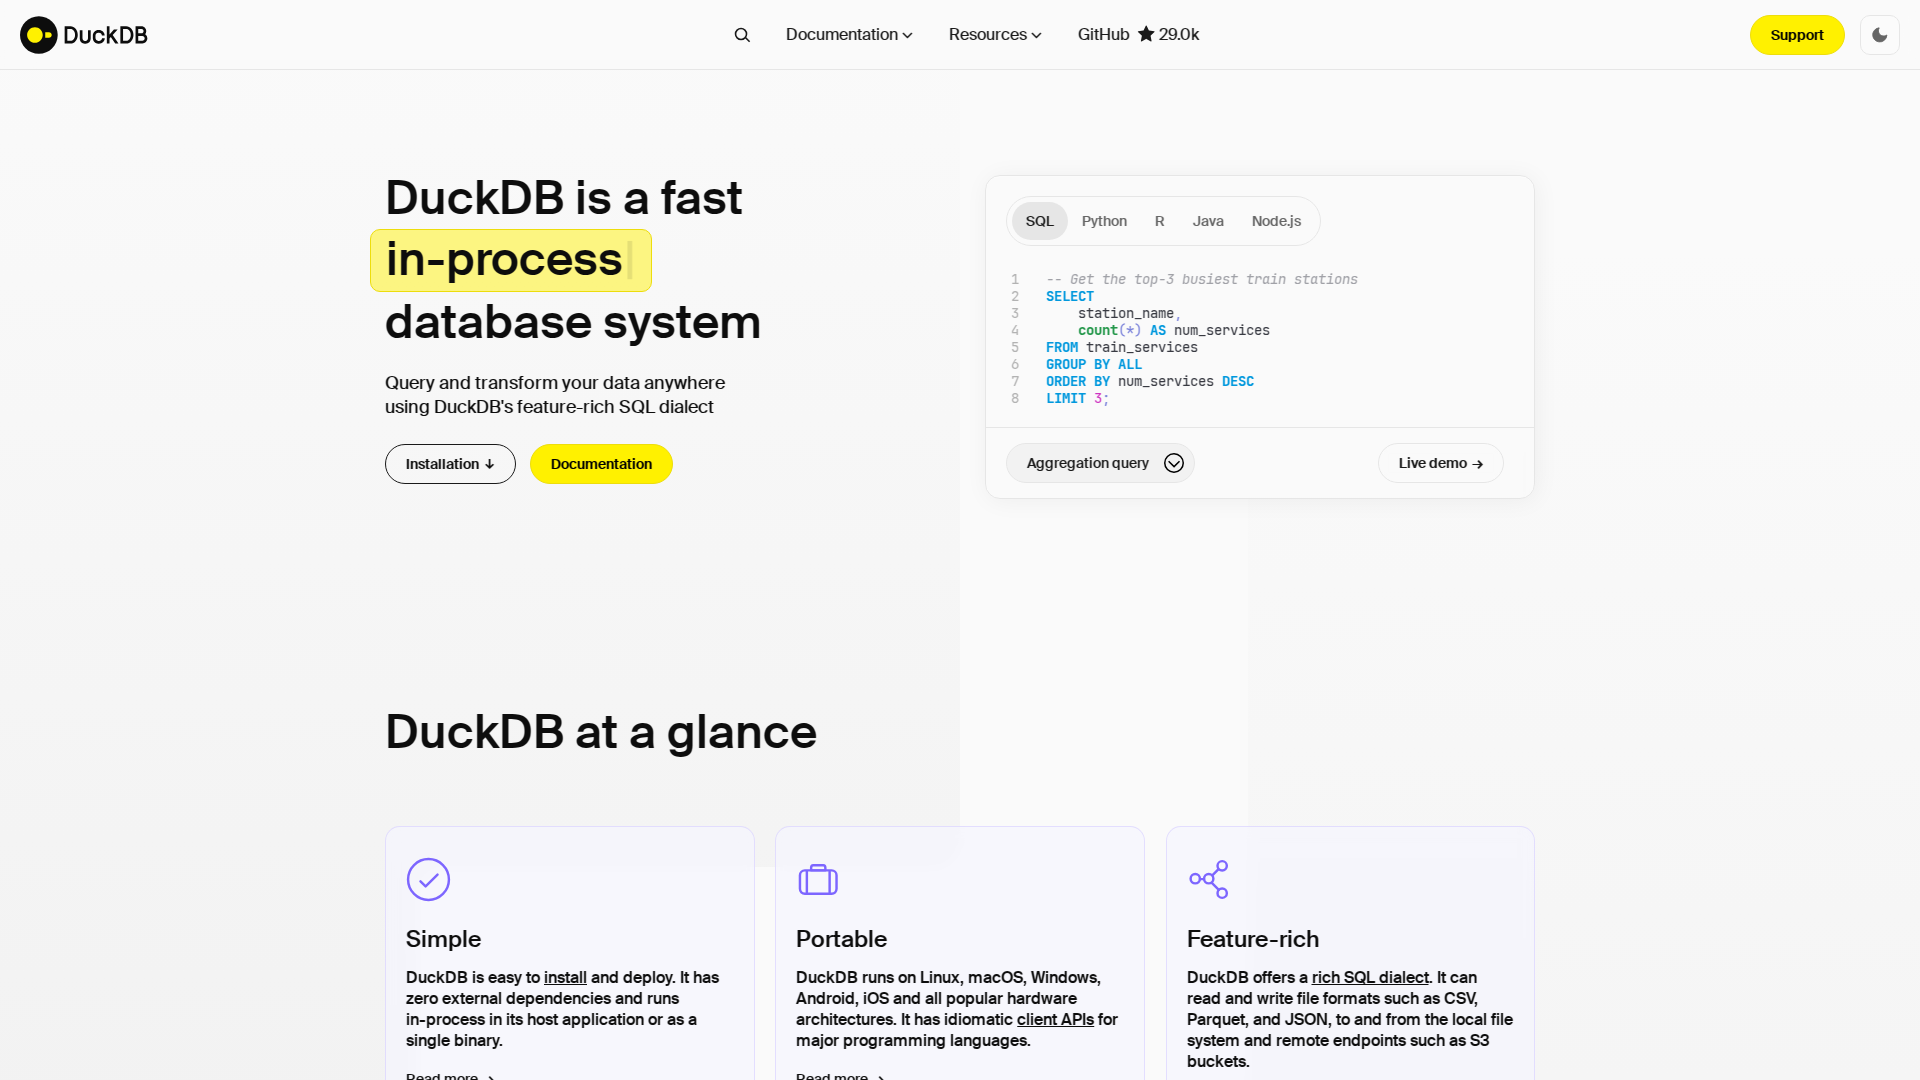 DuckDB
Documentation
Resources
GitHub ★ 29.0k
Support
DuckDB is a fast
in-process
database system
Query and transform your data anywhere
using DuckDB's feature-rich SQL dialect
Installation ↓
Documentation
SQL
Python
R
Java
Node.js
1 -- Get the top-3 busiest train stations
2 SELECT
3 station_name,
4 count(*) AS num_services
5 FROM train_services
6 GROUP BY ALL
7 ORDER BY num_services DESC
8 LIMIT 3;
Aggregation query
Live demo →
DuckDB at a glance
Simple
DuckDB is easy to install and deploy. It has
zero external dependencies and runs
in-process in its host application or as a
single binary.
Read more →
Portable
DuckDB runs on Linux, macOS, Windows,
Android, iOS and all popular hardware
architectures. It has idiomatic client APIs for
major programming languages.
Read more →
Feature-rich
DuckDB offers a rich SQL dialect. It can
read and write file formats such as CSV,
Parquet, and JSON, to and from the local file
system and remote endpoints such as S3
buckets.